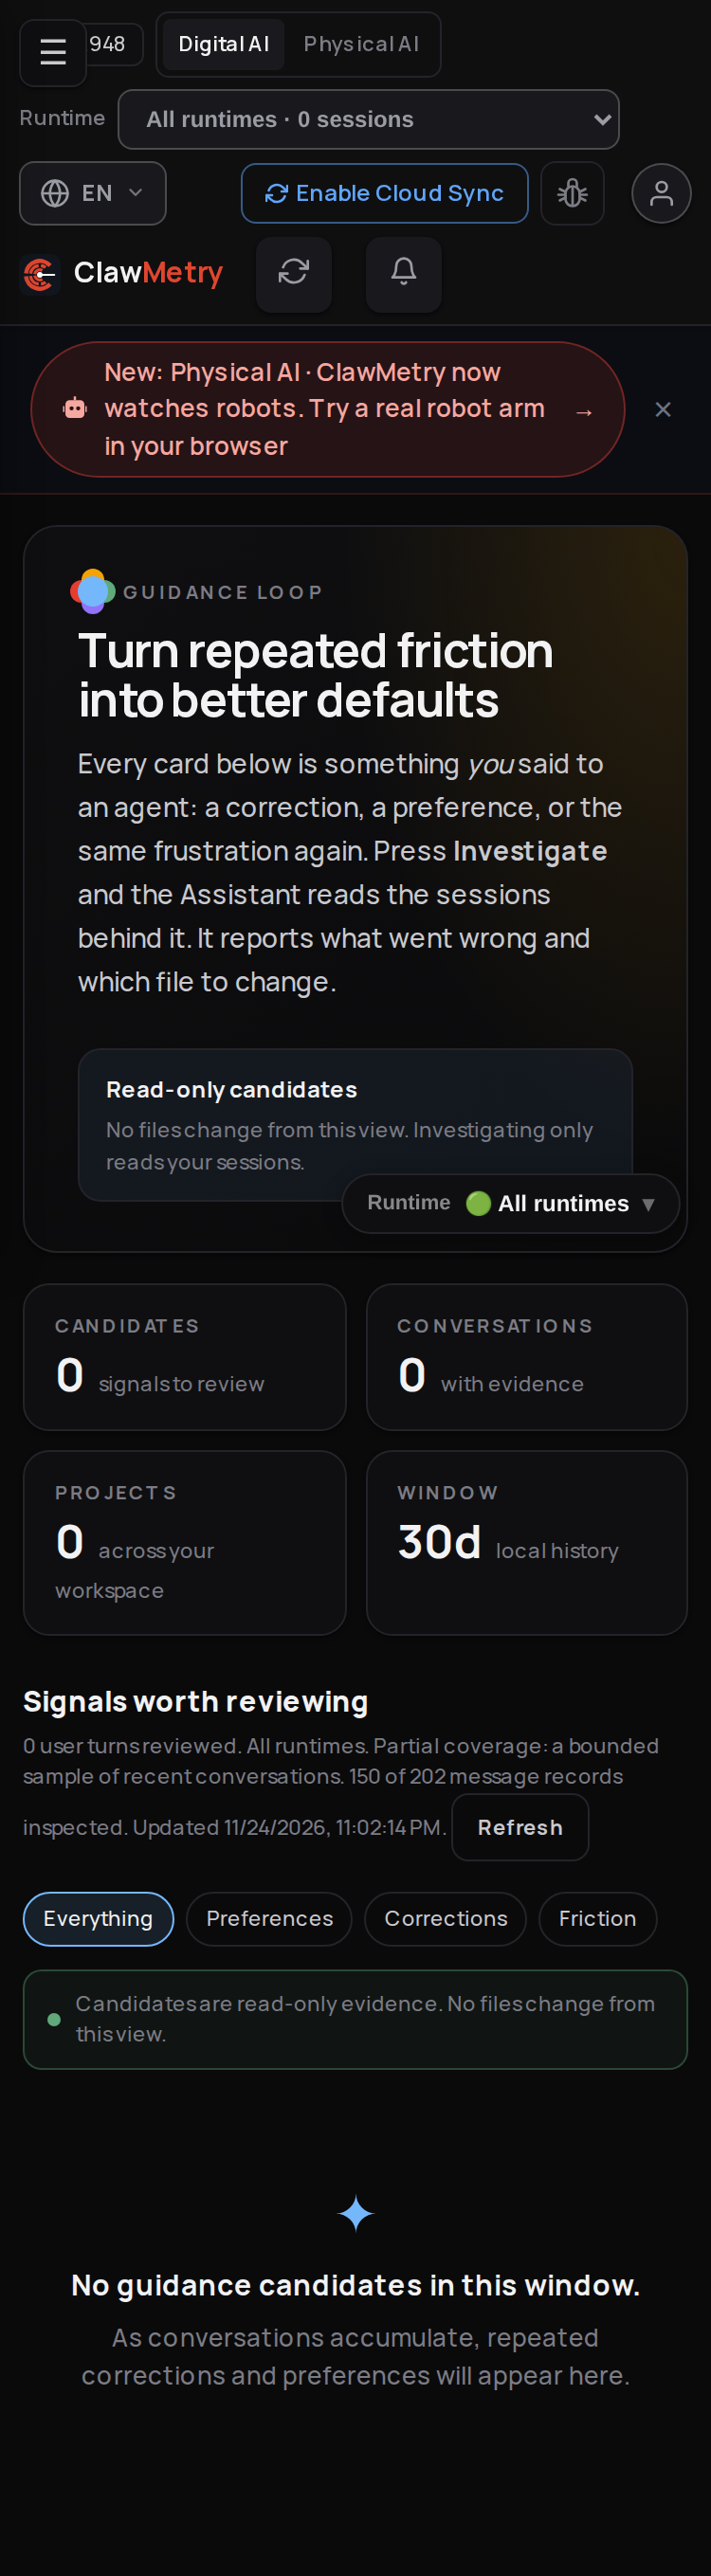 ☰ 948 Digital AI Physical AI
Runtime All runtimes · 0 sessions
EN Enable Cloud Sync
ClawMetry
New: Physical AI · ClawMetry now
watches robots. Try a real robot arm →
in your browser
×
GUIDANCE LOOP
Turn repeated friction
into better defaults
Every card below is something you said to
an agent: a correction, a preference, or the
same frustration again. Press Investigate
and the Assistant reads the sessions
behind it. It reports what went wrong and
which file to change.
Read-only candidates
No files change from this view. Investigating only
reads your sessions.
Runtime All runtimes ▾
CANDIDATES
0 signals to review
CONVERSATIONS
0 with evidence
PROJECTS
0 across your
workspace
WINDOW
30d local history
Signals worth reviewing
0 user turns reviewed. All runtimes. Partial coverage: a bounded
sample of recent conversations. 150 of 202 message records
inspected. Updated 11/24/2026, 11:02:14 PM. Refresh
Everything Preferences Corrections Friction
Candidates are read-only evidence. No files change from
this view.
No guidance candidates in this window.
As conversations accumulate, repeated
corrections and preferences will appear here.